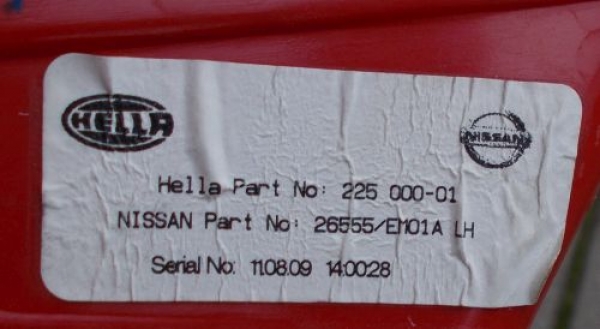 HELLA
NISSAN
Hella Part No: 225 000-01
NISSAN Part No: 26555/EM01A LH
Serial No: 11.08.09 14:00:28